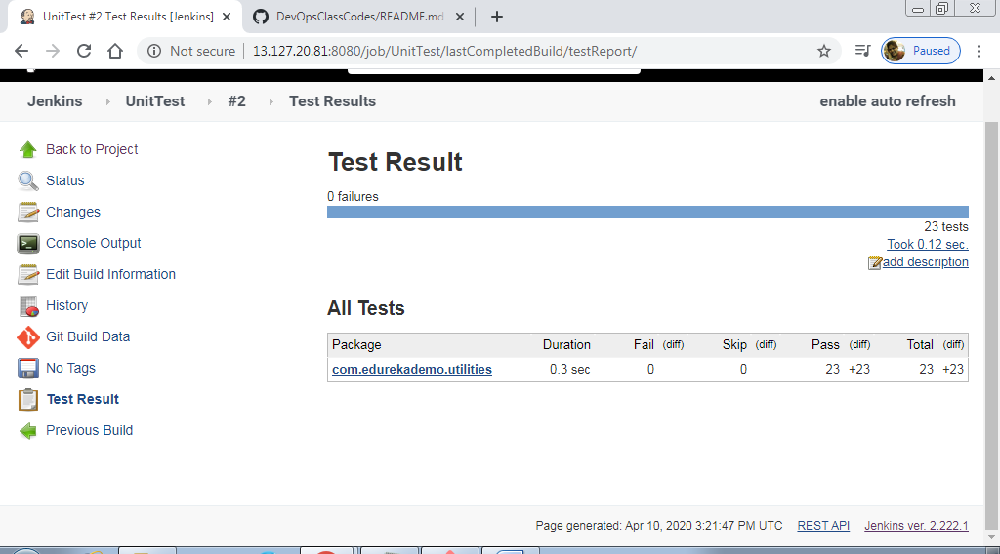 UnitTest #2 Test Results [Jenkins]
DevOpsClassCodes/README.md
Not secure
13.127.20.81:8080/job/UnitTest/lastCompletedBuild/testReport/
Paused
Jenkins UnitTest #2 Test Results enable auto refresh
Back to Project
Status
Changes
Console Output
Edit Build Information
History
Git Build Data
No Tags
Test Result
Previous Build
Test Result
0 failures
23 tests
Took 0.12 sec.
add description
All Tests
Package Duration Fail (diff) Skip (diff) Pass (diff) Total (diff)
com.edurekademo.utilities 0.3 sec 0 0 23 +23 23 +23
Page generated: Apr 10, 2020 3:21:47 PM UTC REST API Jenkins ver. 2.222.1